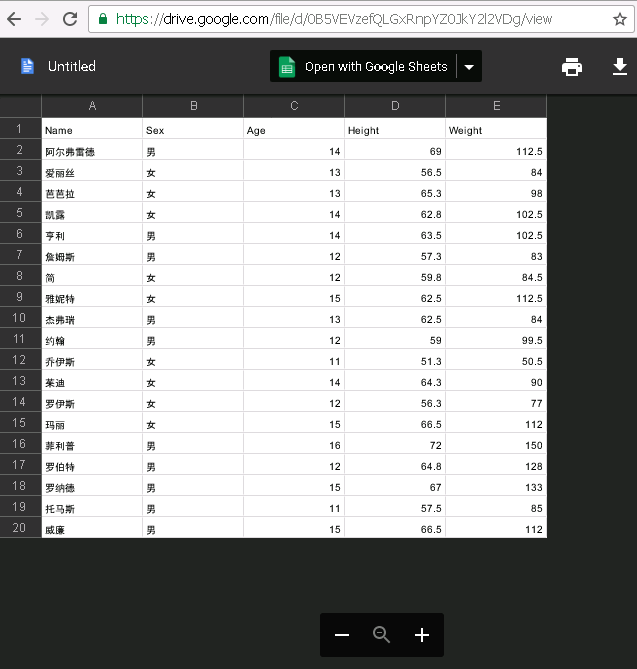 https://drive.google.com/file/d/0B5VEVzefQLGxRnpYZ0JkY2l2VDg/view
Untitled Open with Google Sheets
A B C D E
1 Name Sex Age Height Weight
2 阿尔弗雷德 男 14 69 112.5
3 爱丽丝 女 13 56.5 84
4 芭芭拉 女 13 65.3 98
5 凯露 女 14 62.8 102.5
6 亨利 男 14 63.5 102.5
7 詹姆斯 男 12 57.3 83
8 简 女 12 59.8 84.5
9 雅妮特 女 15 62.5 112.5
10 杰弗瑞 男 13 62.5 84
11 约翰 男 12 59 99.5
12 乔伊斯 女 11 51.3 50.5
13 茱迪 女 14 64.3 90
14 罗伊斯 女 12 56.3 77
15 玛丽 女 15 66.5 112
16 菲利普 男 16 72 150
17 罗伯特 男 12 64.8 128
18 罗纳德 男 15 67 133
19 托马斯 男 11 57.5 85
20 威廉 男 15 66.5 112